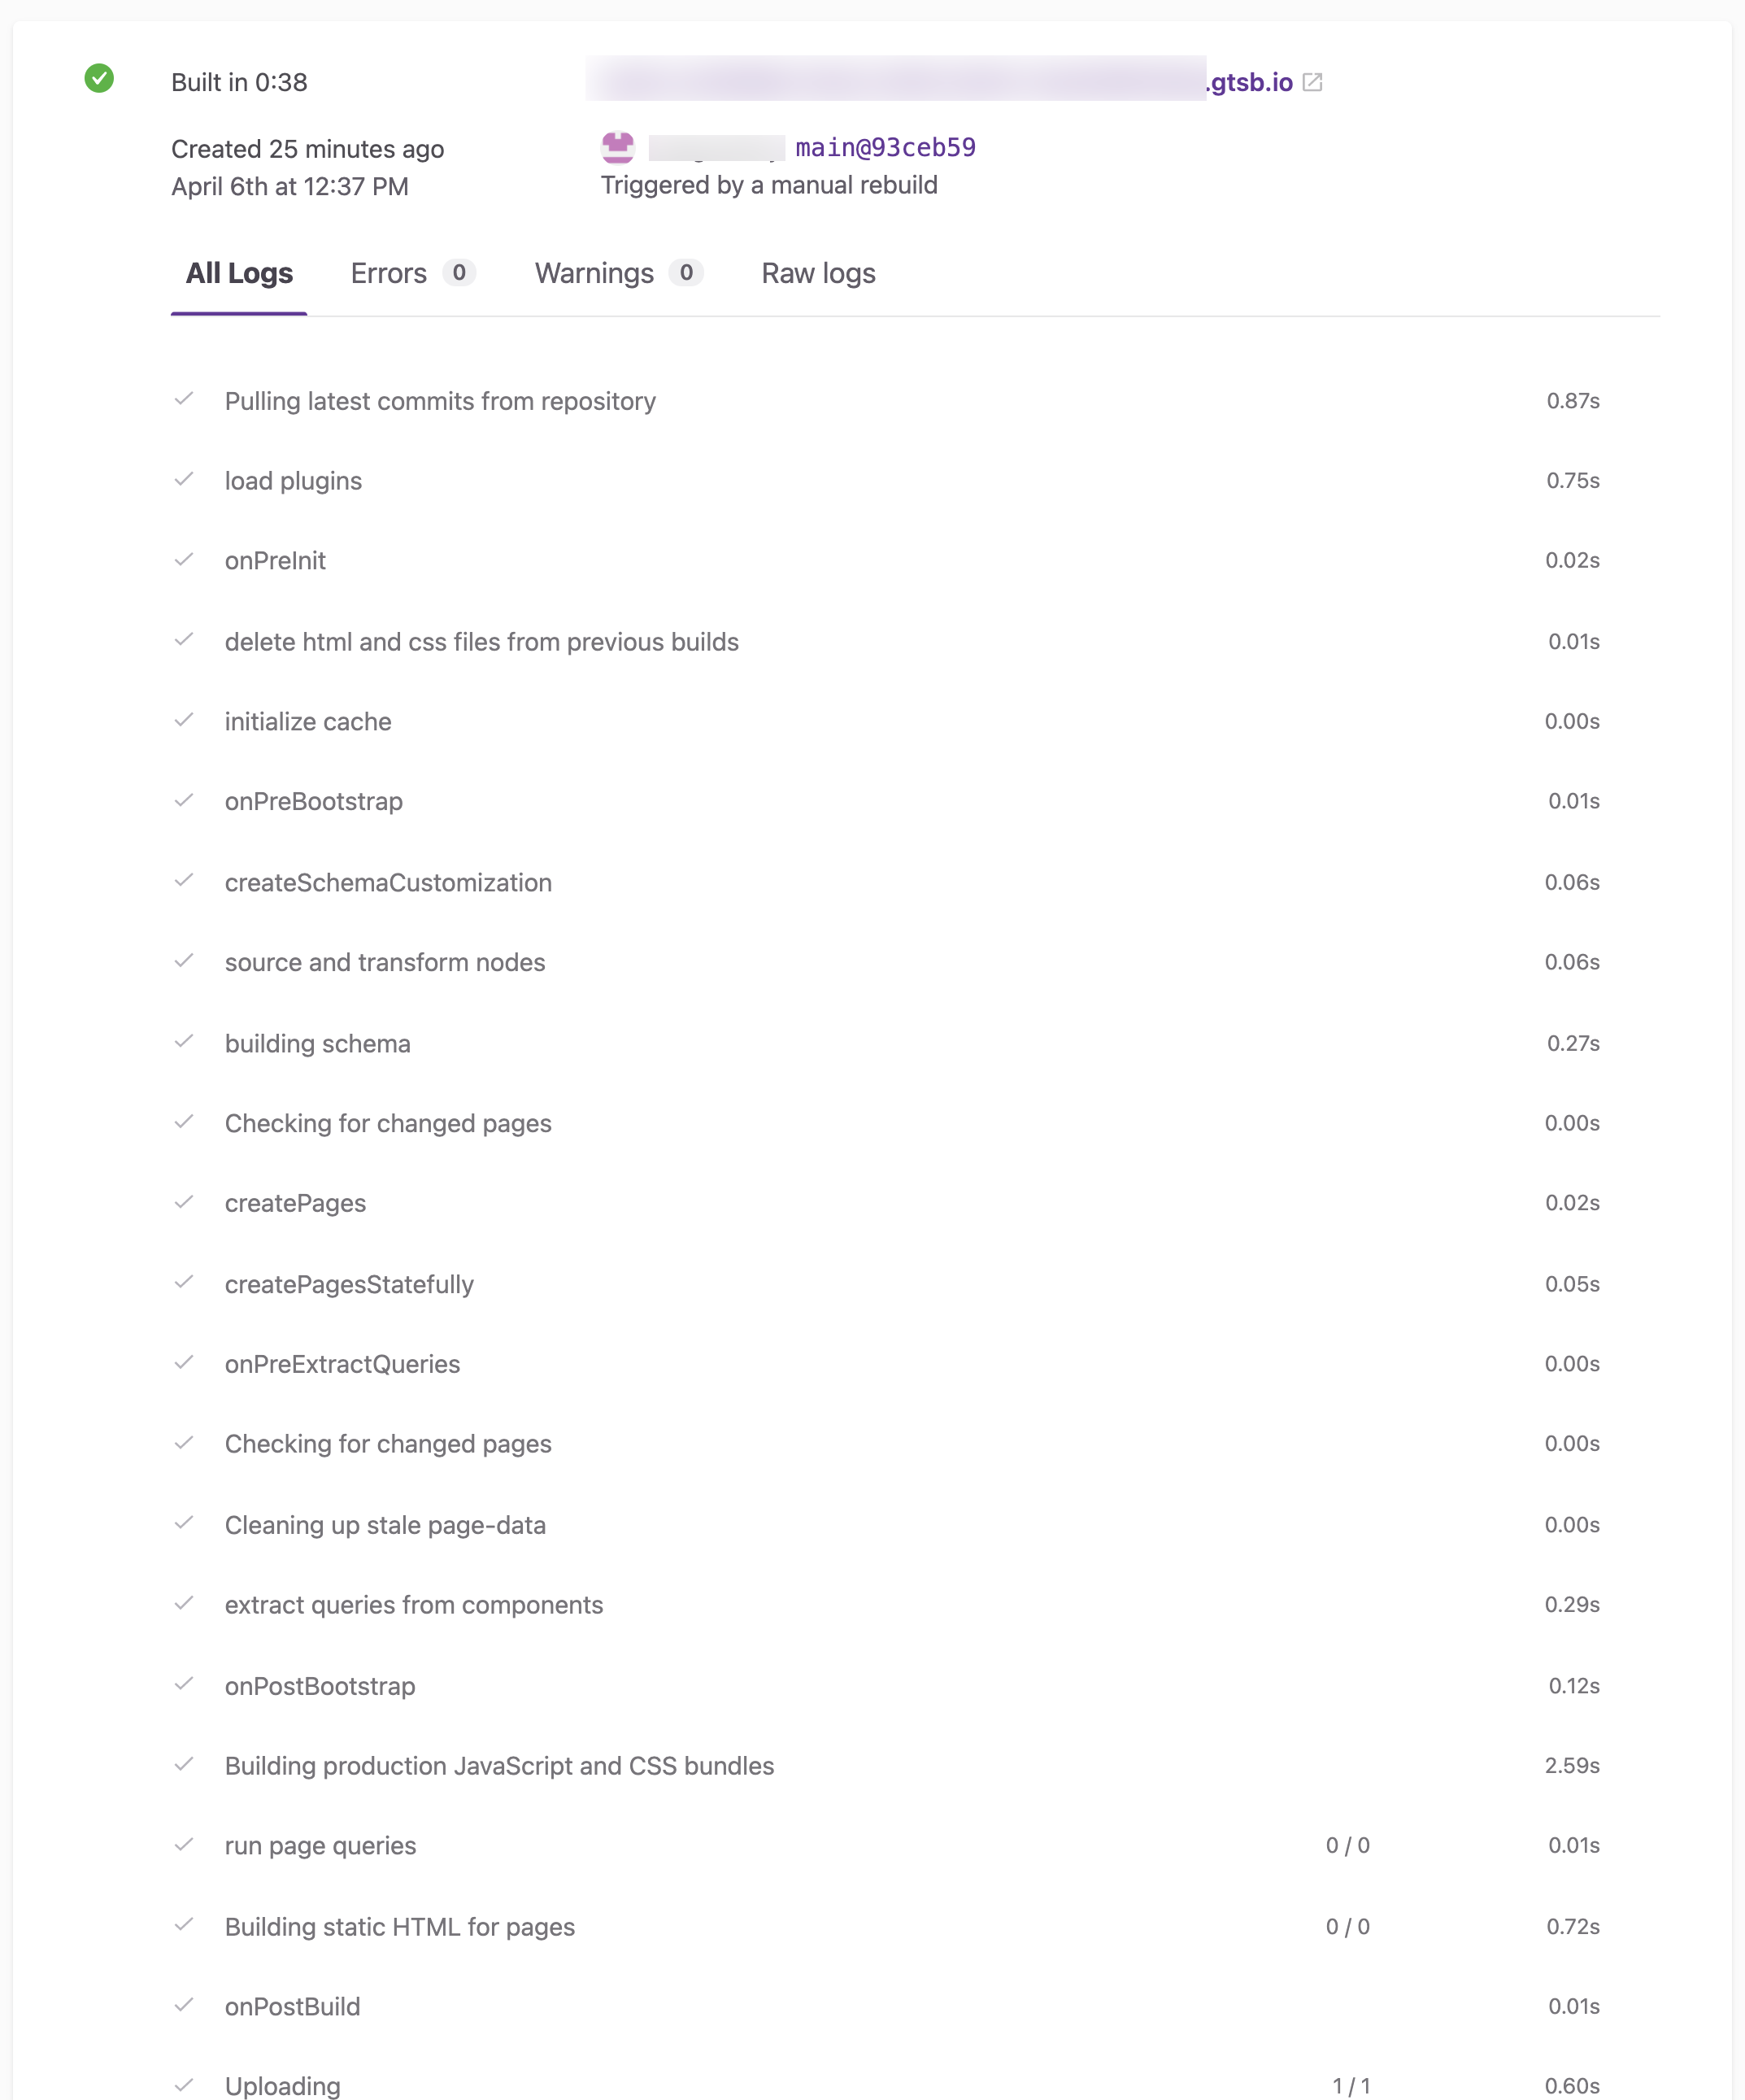 Built in 0:38
.gtsb.io
Created 25 minutes ago
April 6th at 12:37 PM
main@93ceb59
Triggered by a manual rebuild
All Logs Errors 0 Warnings 0 Raw logs
Pulling latest commits from repository 0.87s
load plugins 0.75s
onPreInit 0.02s
delete html and css files from previous builds 0.01s
initialize cache 0.00s
onPreBootstrap 0.01s
createSchemaCustomization 0.06s
source and transform nodes 0.06s
building schema 0.27s
Checking for changed pages 0.00s
createPages 0.02s
createPagesStatefully 0.05s
onPreExtractQueries 0.00s
Checking for changed pages 0.00s
Cleaning up stale page-data 0.00s
extract queries from components 0.29s
onPostBootstrap 0.12s
Building production JavaScript and CSS bundles 2.59s
run page queries 0 / 0 0.01s
Building static HTML for pages 0 / 0 0.72s
onPostBuild 0.01s
Uploading 1 / 1 0.60s